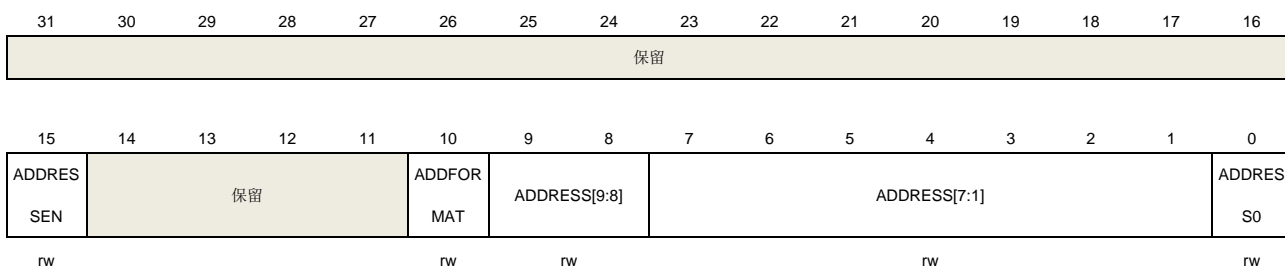 31 30 29 28 27 26 25 24 23 22 21 20 19 18 17 16
保留
15 14 13 12 11 10 9 8 7 6 5 4 3 2 1 0
ADDRES
SEN
保留
ADDFOR
MAT
ADDRESS[9:8]
ADDRESS[7:1]
ADDRES
S0
rw rw rw rw rw